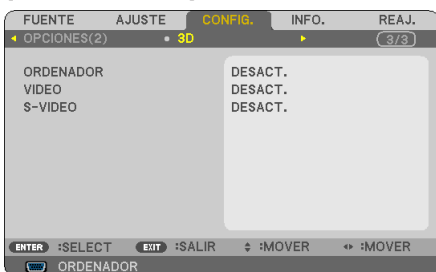 FUENTE AJUSTE CONFIG. INFO. REAJ.
OPCIONES(2) 3D 3/3
ORDENADOR DESACT.
VIDEO DESACT.
S-VIDEO DESACT.
ENTER :SELECT EXIT :SALIR :MOVER :MOVER
ORDENADOR